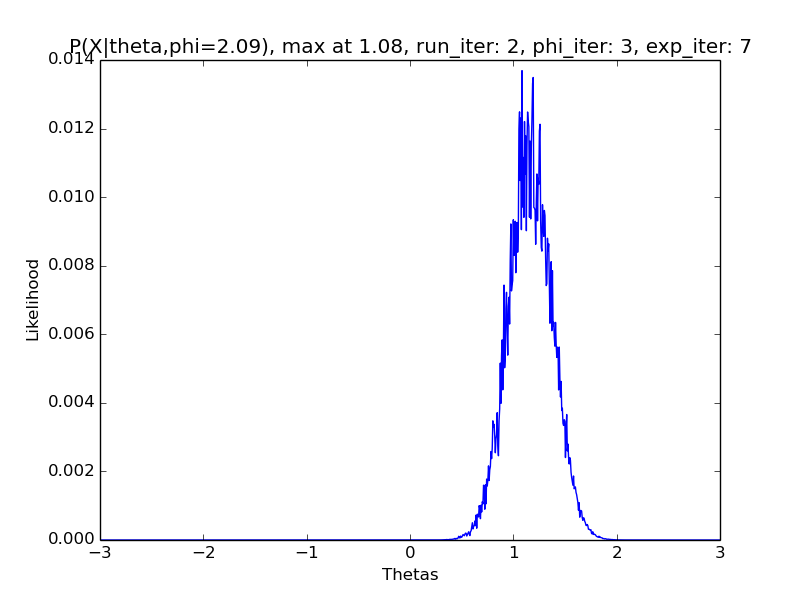 P(X|theta,phi=2.09), max at 1.08, run_iter: 2, phi_iter: 3, exp_iter: 7
0.014
0.012
0.010
0.008
0.006
0.004
0.002
0.000
Likelihood
−3 −2 −1 0 1 2 3
Thetas